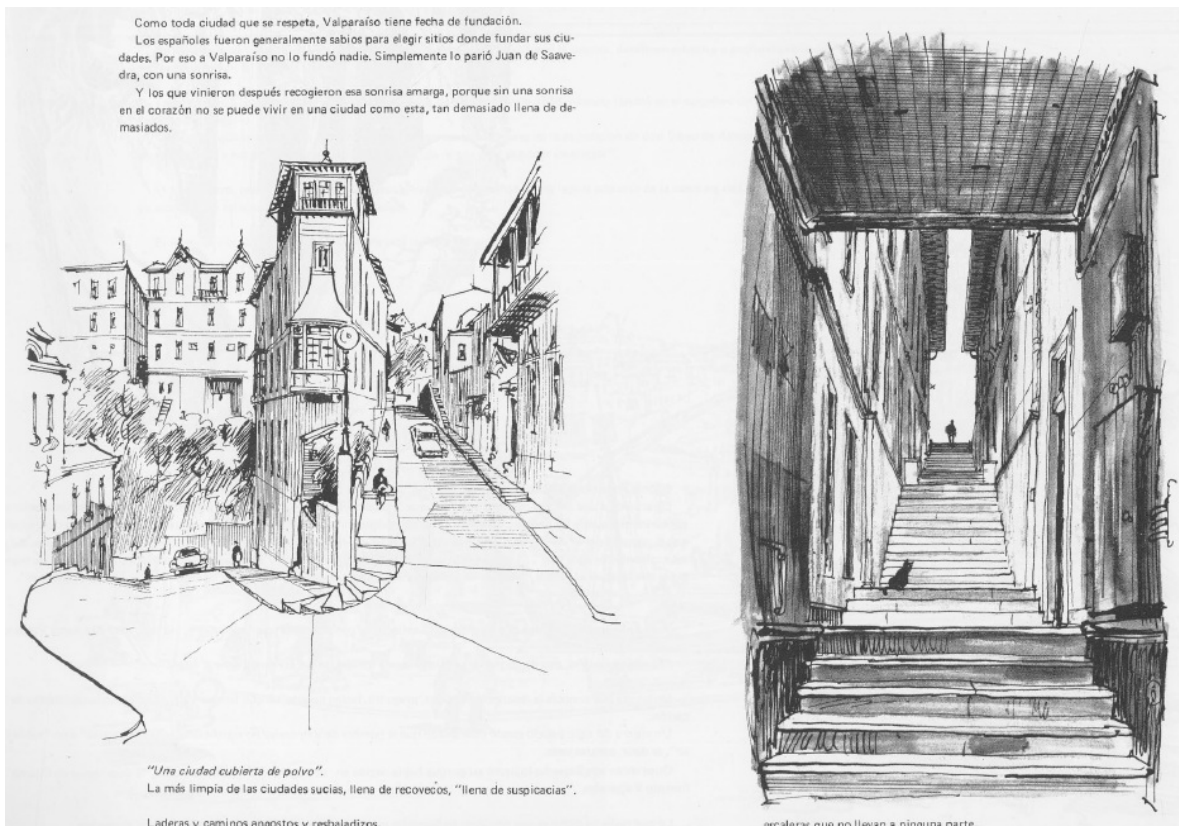 Como toda ciudad que se respeta, Valparaíso tiene fecha de fundación.
Los españoles fueron generalmente sabios para elegir sitios donde fundar sus ciu-
dades. Por eso a Valparaíso no lo fundó nadie. Simplemente lo parió Juan de Saave-
dra, con una sonrisa.
Y los que vinieron después recogieron esa sonrisa amarga, porque sin una sonrisa
en el corazón no se puede vivir en una ciudad como esta, tan demasiado llena de de-
masiados.
"Una ciudad cubierta de polvo".
La más limpia de las ciudades sucias, llena de recovecos, "llena de suspicacias".
Laderas y caminos angostos y resbaladizos
escaleras que no llevan a ninguna parte